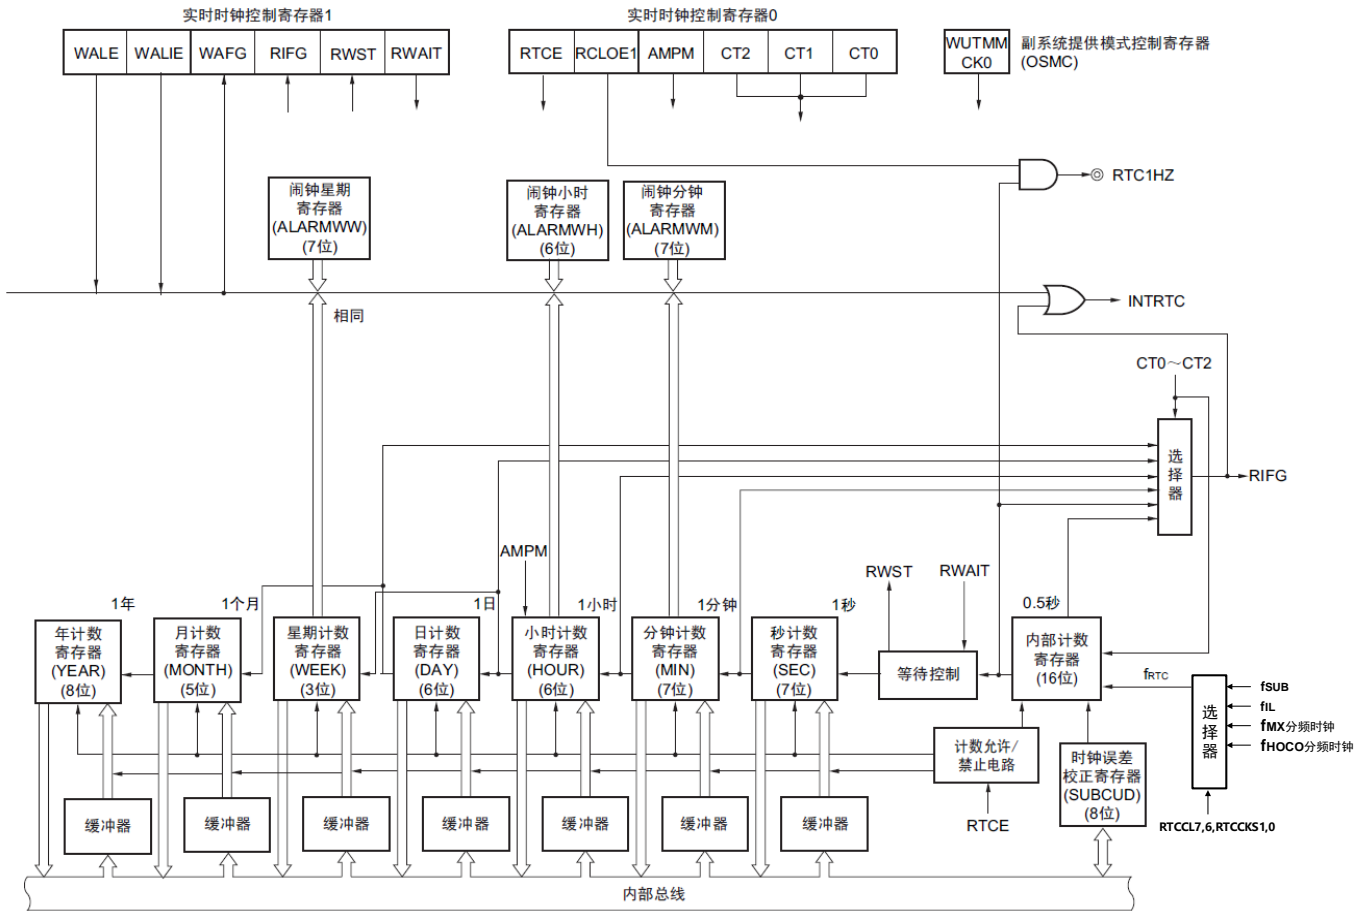 实时时钟控制寄存器1
实时时钟控制寄存器0
WALE
WALIE
WAFG
RIFG
RWST
RWAIT
RTCE
RCLOE1
AMPM
CT2
CT1
CT0
WUTMM
CK0
副系统提供模式控制寄存器
(OSMC)
RTC1HZ
闹钟星期
寄存器
(ALARMWW)
(7位)
闹钟小时
寄存器
(ALARMWH)
(6位)
闹钟分钟
寄存器
(ALARMWM)
(7位)
相同
INTRTC
CT0～CT2
选
择
器
RIFG
AMPM
RWST
RWAIT
1年
1个月
1日
1小时
1分钟
1秒
0.5秒
年计数
寄存器
(YEAR)
(8位)
月计数
寄存器
(MONTH)
(5位)
星期计数
寄存器
(WEEK)
(3位)
日计数
寄存器
(DAY)
(6位)
小时计数
寄存器
(HOUR)
(6位)
分钟计数
寄存器
(MIN)
(7位)
秒计数
寄存器
(SEC)
(7位)
等待控制
内部计数
寄存器
(16位)
fRTC
选
择
器
fSUB
fIL
fMX分频时钟
fHOCO分频时钟
计数允许/
禁止电路
时钟误差
校正寄存器
(SUBCUD)
(8位)
RTCE
RTCCL7,6,RTCCKS1,0
缓冲器
缓冲器
缓冲器
缓冲器
缓冲器
缓冲器
缓冲器
内部总线